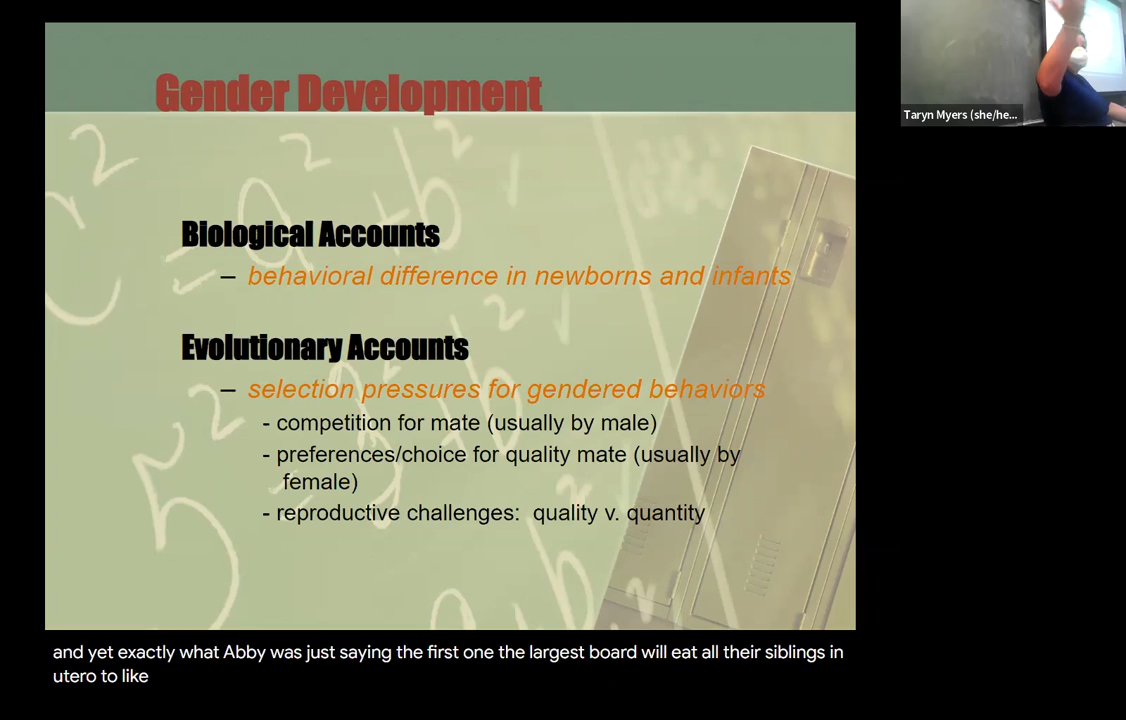 Gender Development
Taryn Myers (she/he...
Biological Accounts
– behavioral difference in newborns and infants
Evolutionary Accounts
– selection pressures for gendered behaviors
- competition for mate (usually by male)
- preferences/choice for quality mate (usually by
female)
- reproductive challenges: quality v. quantity
and yet exactly what Abby was just saying the first one the largest board will eat all their siblings in
utero to like